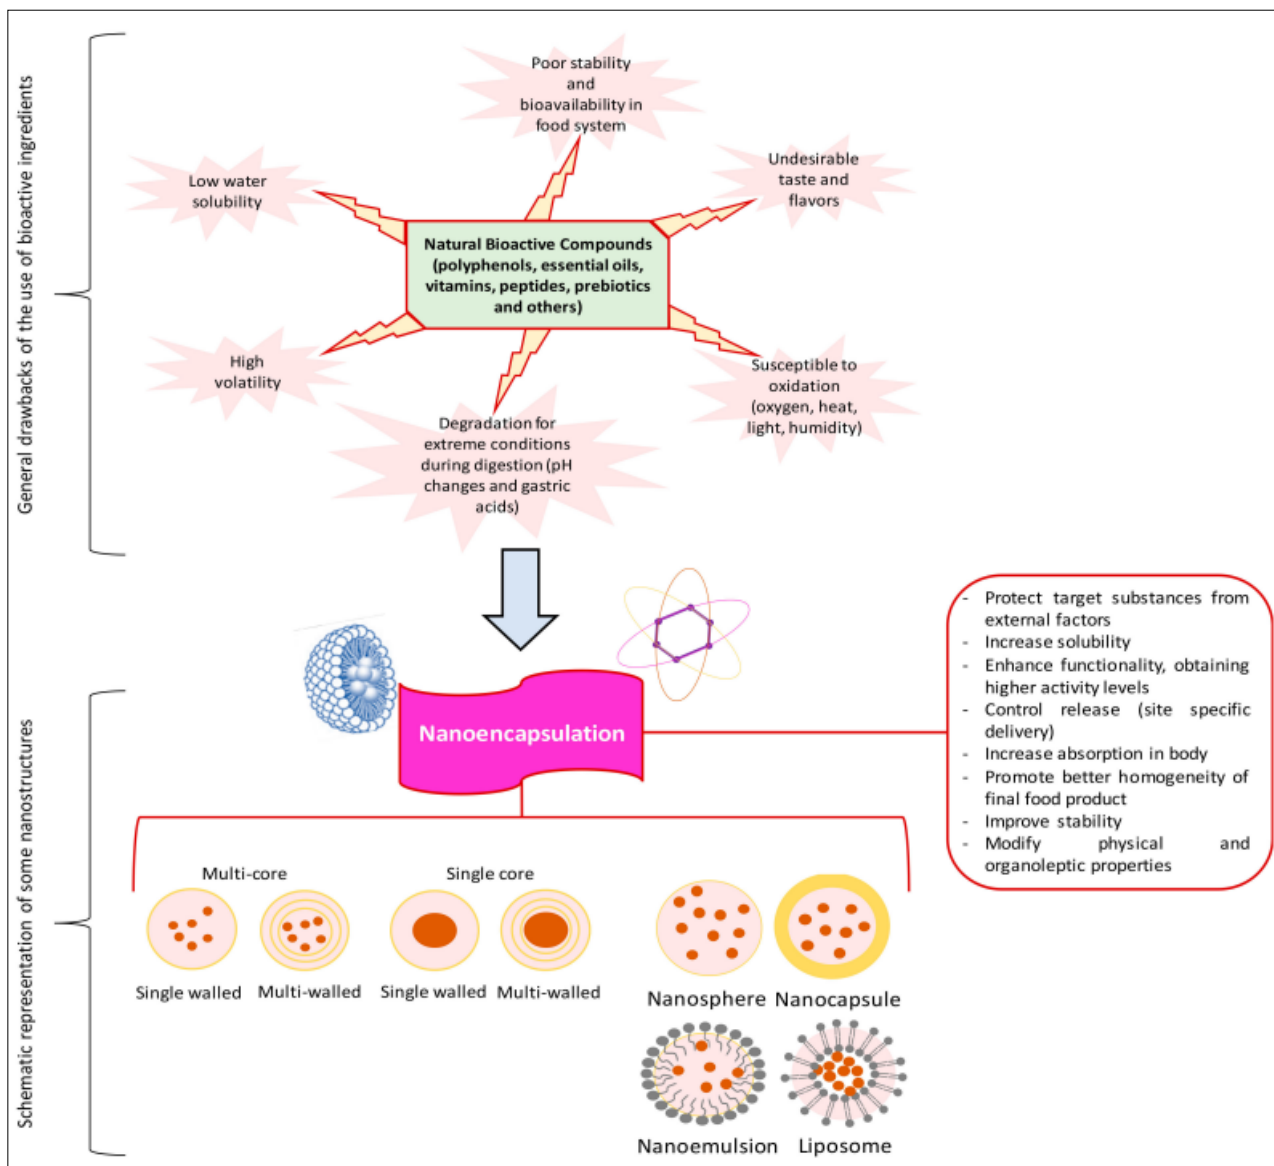 General drawbacks of the use of bioactive ingredients
Poor stability
and
bioavailability in
food system
Low water
solubility
Undesirable
taste and
flavors
Natural Bioactive Compounds
(polyphenols, essential oils,
vitamins, peptides, prebiotics
and others)
High
volatility
Susceptible to
oxidation
(oxygen, heat,
light, humidity)
Degradation for
extreme conditions
during digestion (pH
changes and gastric
acids)
Schematic representation of some nanostructures
Nanoencapsulation
- Protect target substances from
external factors
- Increase solubility
- Enhance functionality, obtaining
higher activity levels
- Control release (site specific
delivery)
- Increase absorption in body
- Promote better homogeneity of
final food product
- Improve stability
- Modify physical and
organoleptic properties
Multi-core
Single core
Single walled
Multi-walled
Single walled
Multi-walled
Nanosphere
Nanocapsule
Nanoemulsion
Liposome